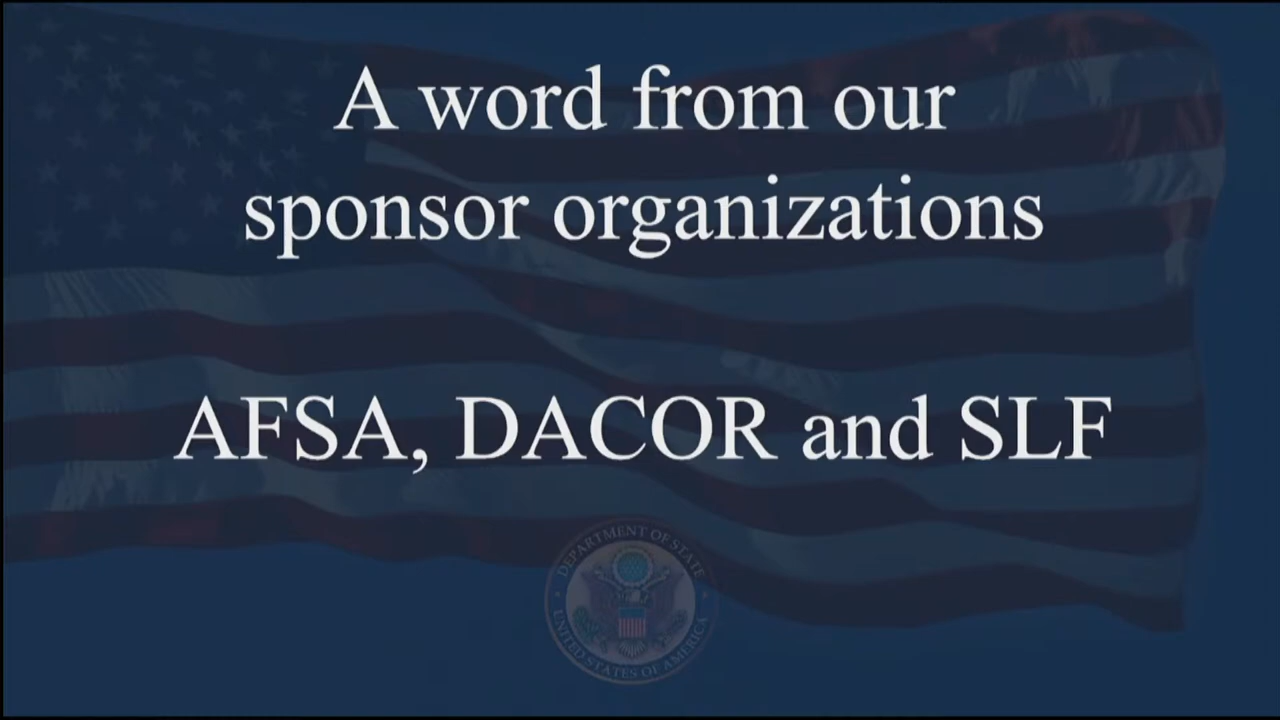 A word from our
sponsor organizations
AFSA, DACOR and SLF
DEPARTMENT OF STATE
UNITED STATES OF AMERICA